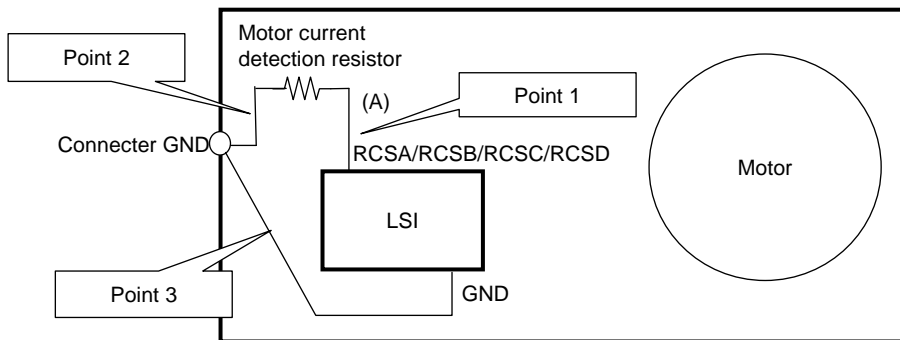 Motor current
detection resistor
Point 2
(A)
Point 1
Connecter GND
RCSA/RCSB/RCSC/RCSD
Motor
LSI
Point 3
GND